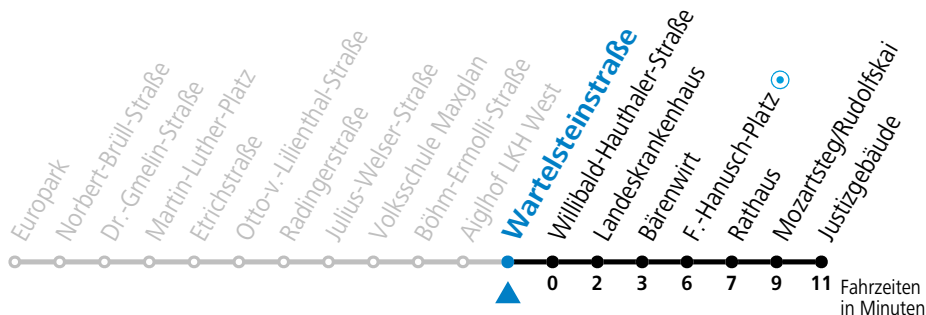 Europark
Norbert-Brüll-Straße
Dr.-Gmelin-Straße
Martin-Luther-Platz
Etrichstraße
Otto-v.-Lilienthal-Straße
Radingerstraße
Julius-Welser-Straße
Volksschule Maxglan
Böhm-Ermolli-Straße
Aiglhof LKH West
Wartelsteinstraße
Willibald-Hauthaler-Straße
Landeskrankenhaus
Bärenwirt
F.-Hanusch-Platz
Rathaus
Mozartsteg/Rudolfskai
Justizgebäude
0 2 3 6 7 9 11 Fahrzeiten
in Minuten